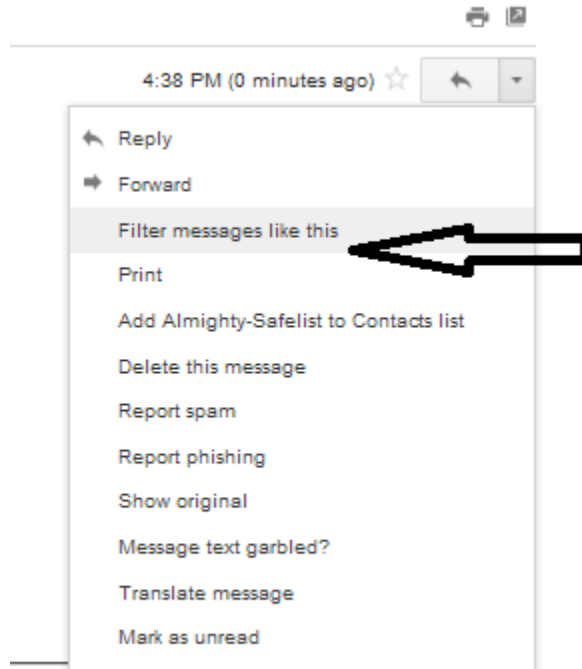 4:38 PM (0 minutes ago)
Reply
Forward
Filter messages like this
Print
Add Almighty-Safelist to Contacts list
Delete this message
Report spam
Report phishing
Show original
Message text garbled?
Translate message
Mark as unread